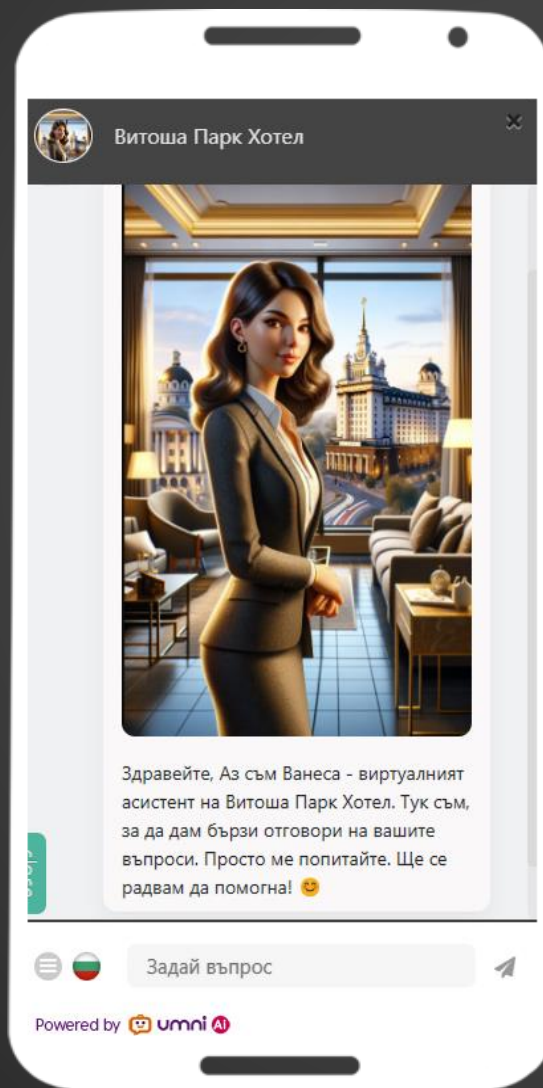 Витоша Парк Хотел
Здравейте, Аз съм Ванеса - виртуалният
асистент на Витоша Парк Хотел. Тук съм,
за да дам бързи отговори на вашите
въпроси. Просто ме попитайте. Ще се
радвам да помогна! 😊
Задай въпрос
Powered by umni AI